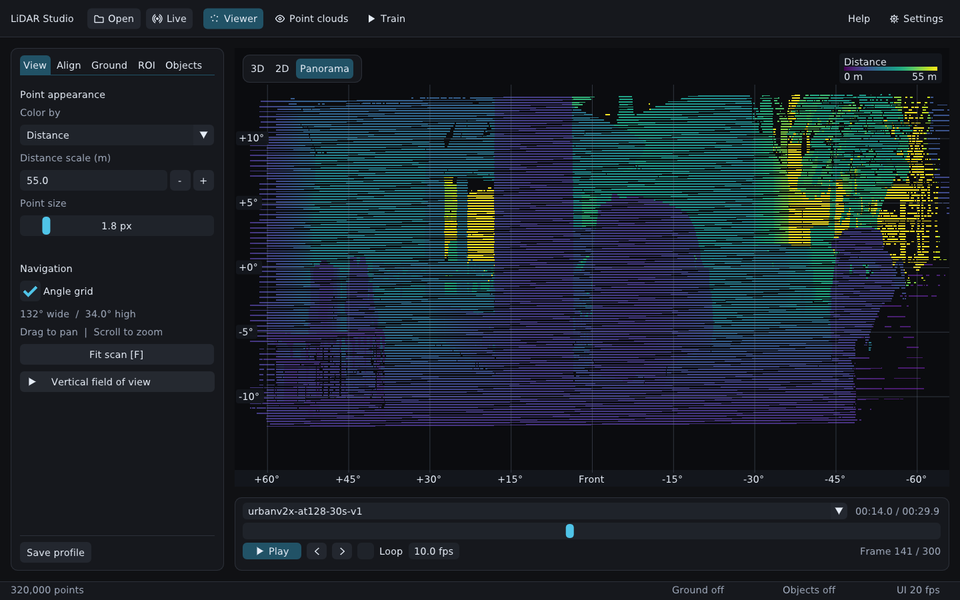 LiDAR Studio Open Live Viewer Point clouds Train Help Settings
View Align Ground ROI Objects
Point appearance
Color by
Distance
Distance scale (m)
55.0 - +
Point size
1.8 px
Navigation
Angle grid
132° wide / 34.0° high
Drag to pan | Scroll to zoom
Fit scan [F]
Vertical field of view
Save profile
3D 2D Panorama
Distance
0 m 55 m
+10°
+5°
+0°
-5°
-10°
+60° +45° +30° +15° Front -15° -30° -45° -60°
urbanv2x-at128-30s-v1 00:14.0 / 00:29.9
Play < > Loop 10.0 fps Frame 141 / 300
320,000 points Ground off Objects off UI 20 fps